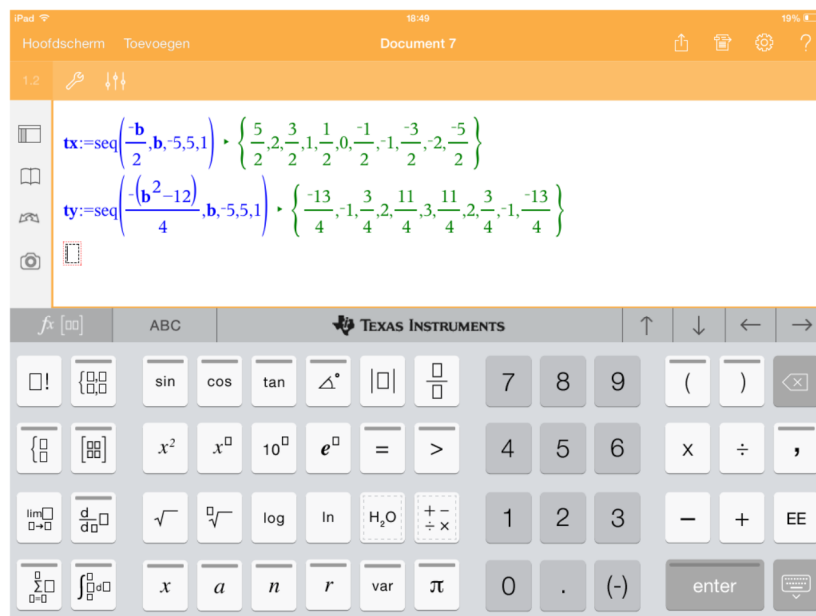 iPad 18:49 19%
Hoofdscherm Toevoegen Document 7 ?
1.2
tx:=seq(-b/2,b,-5,5,1) ▸ {5/2,2,3/2,1,1/2,0,-1/2,-1,-3/2,-2,-5/2}
ty:=seq(-(b²-12)/4,b,-5,5,1) ▸ {-13/4,-1,3/4,2,11/4,3,11/4,2,3/4,-1,-13/4}
fx [▯▯] ABC TEXAS INSTRUMENTS ↑ ↓ ← →
▯! {▯,▯ ▯,▯ sin cos tan ∠° |▯| ▯/▯ 7 8 9 ( )
{▯ ▯ [▯▯ ▯▯] x² x^▯ 10^▯ e^▯ = > 4 5 6 x ÷ ,
lim▯ ▯→▯ d/d▯ ▯ √ ▯√ log ln H₂O + − ÷ × 1 2 3 − + EE
▯ Σ▯ ▯=▯ ∫▯ ▯ ▯d▯ x a n r var π 0 . (-) enter